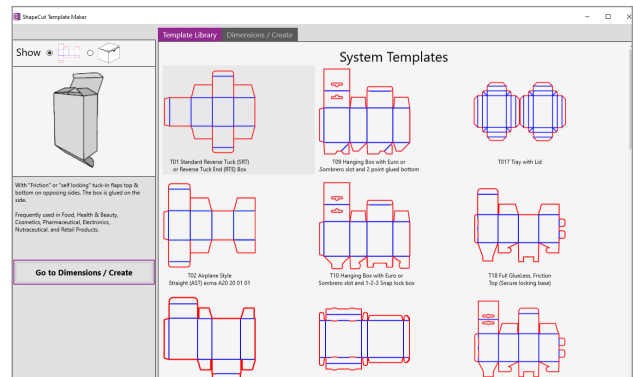 ShapeCut Template Maker
Template Library Dimensions / Create
Show
System Templates
T01 Standard Reverse Tuck (SRT)
or Reverse Tuck End (RTE) Box
T09 Hanging Box with Euro or
.Sombrero slot and 2 point glued bottom
T017 Tray with Lid
With "Friction" or "self locking" tuck-in flaps top &
bottom on opposing sides. The box is glued on the
side.
Frequently used in Food, Health & Beauty,
Cosmetics, Pharmaceutical, Electronics,
Nutraceutical, and Retail Products.
Go to Dimensions / Create
T02 Airplane Style
Straight (AST) ecma A20 20 01 01
T10 Hanging Box with Euro or
Sombrero slot and 1-2-3 Snap lock box
T18 Full GlueLess, Friction
Top (Secure locking base)